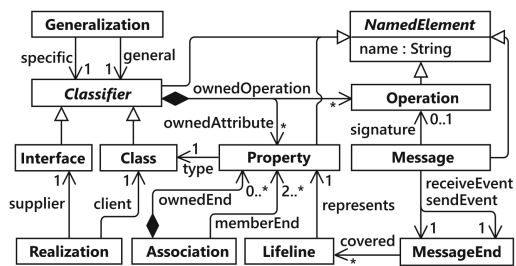 Generalization
NamedElement
name : String
specific
general
1
1
Classifier
ownedOperation
*
Operation
ownedAttribute
*
signature
0..1
Interface
Class
1
type
Property
Message
1
supplier
1
client
ownedEnd
0..*
2..*
memberEnd
1
represents
receiveEvent
sendEvent
1
1
Realization
Association
Lifeline
covered
*
MessageEnd